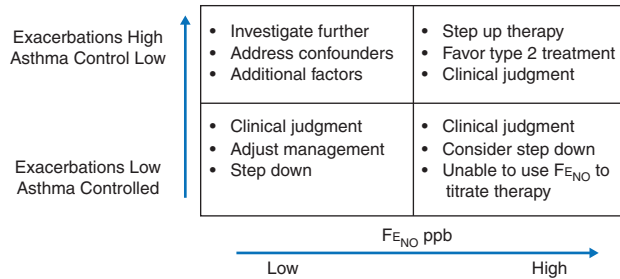 Exacerbations High
Asthma Control Low
• Investigate further
• Address confounders
• Additional factors
• Step up therapy
• Favor type 2 treatment
• Clinical judgment
Exacerbations Low
Asthma Controlled
• Clinical judgment
• Adjust management
• Step down
• Clinical judgment
• Consider step down
• Unable to use FENO to
titrate therapy
FENO ppb
Low
High